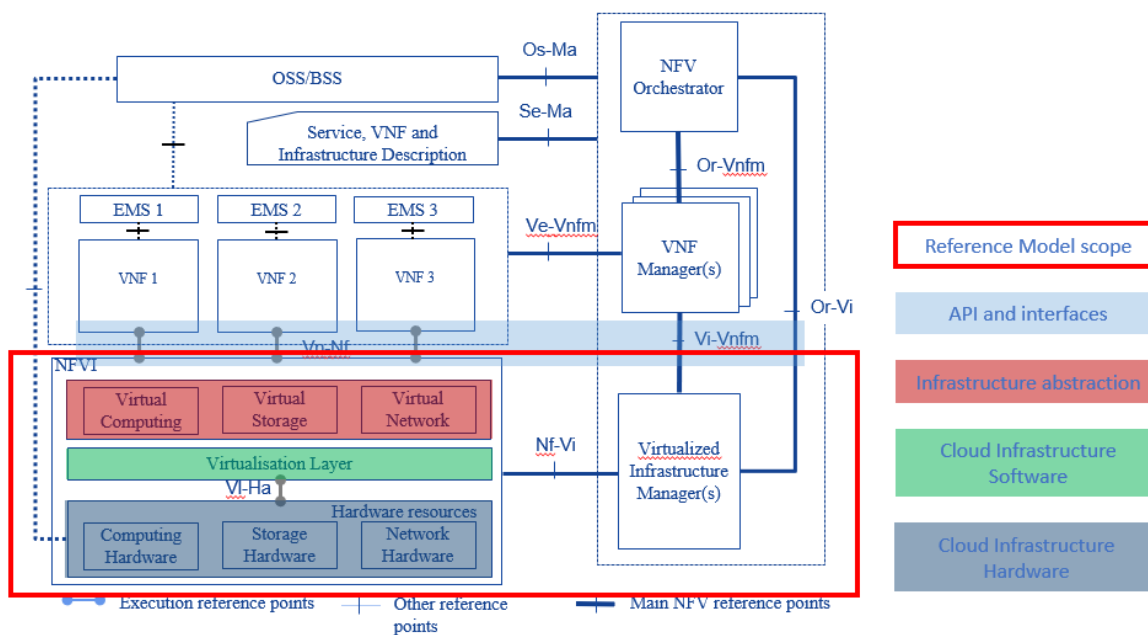 Os-Ma
OSS/BSS
NFV
Orchestrator
Se-Ma
Service, VNF and
Infrastructure Description
Or-Vnfm
EMS 1
EMS 2
EMS 3
Ve-Vnfm
VNF
Manager(s)
VNF 1
VNF 2
VNF 3
Or-Vi
Vn-Nf
Vi-Vnfm
NFVI
Virtual
Computing
Virtual
Storage
Virtual
Network
Virtualisation Layer
Nf-Vi
Virtualized
Infrastructure
Manager(s)
VI-Ha
Hardware resources
Computing
Hardware
Storage
Hardware
Network
Hardware
Execution reference points
Other reference
points
Main NFV reference points
Reference Model scope
API and interfaces
Infrastructure abstraction
Cloud Infrastructure
Software
Cloud Infrastructure
Hardware